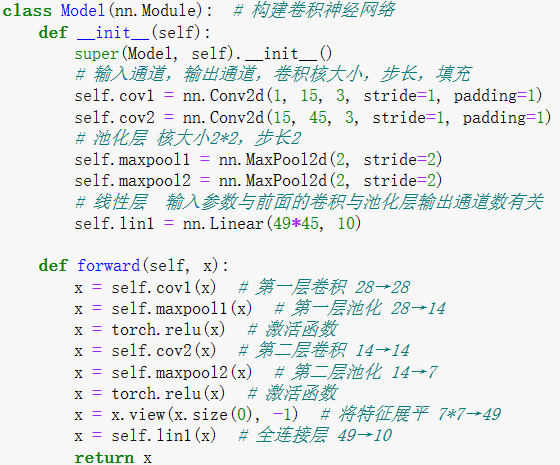 class Model(nn.Module):  # 构建卷积神经网络
    def __init__(self):
        super(Model, self).__init__()
        # 输入通道，输出通道，卷积核大小，步长，填充
        self.cov1 = nn.Conv2d(1, 15, 3, stride=1, padding=1)
        self.cov2 = nn.Conv2d(15, 45, 3, stride=1, padding=1)
        # 池化层 核大小2*2，步长2
        self.maxpool1 = nn.MaxPool2d(2, stride=2)
        self.maxpool2 = nn.MaxPool2d(2, stride=2)
        # 线性层  输入参数与前面的卷积与池化层输出通道数有关
        self.lin1 = nn.Linear(49*45, 10)

    def forward(self, x):
        x = self.cov1(x)  # 第一层卷积 28→28
        x = self.maxpool1(x)  # 第一层池化 28→14
        x = torch.relu(x)  # 激活函数
        x = self.cov2(x)  # 第二层卷积 14→14
        x = self.maxpool2(x)  # 第二层池化 14→7
        x = torch.relu(x)  # 激活函数
        x = x.view(x.size(0), -1)  # 将特征展平 7*7→49
        x = self.lin1(x)  # 全连接层 49→10
        return x